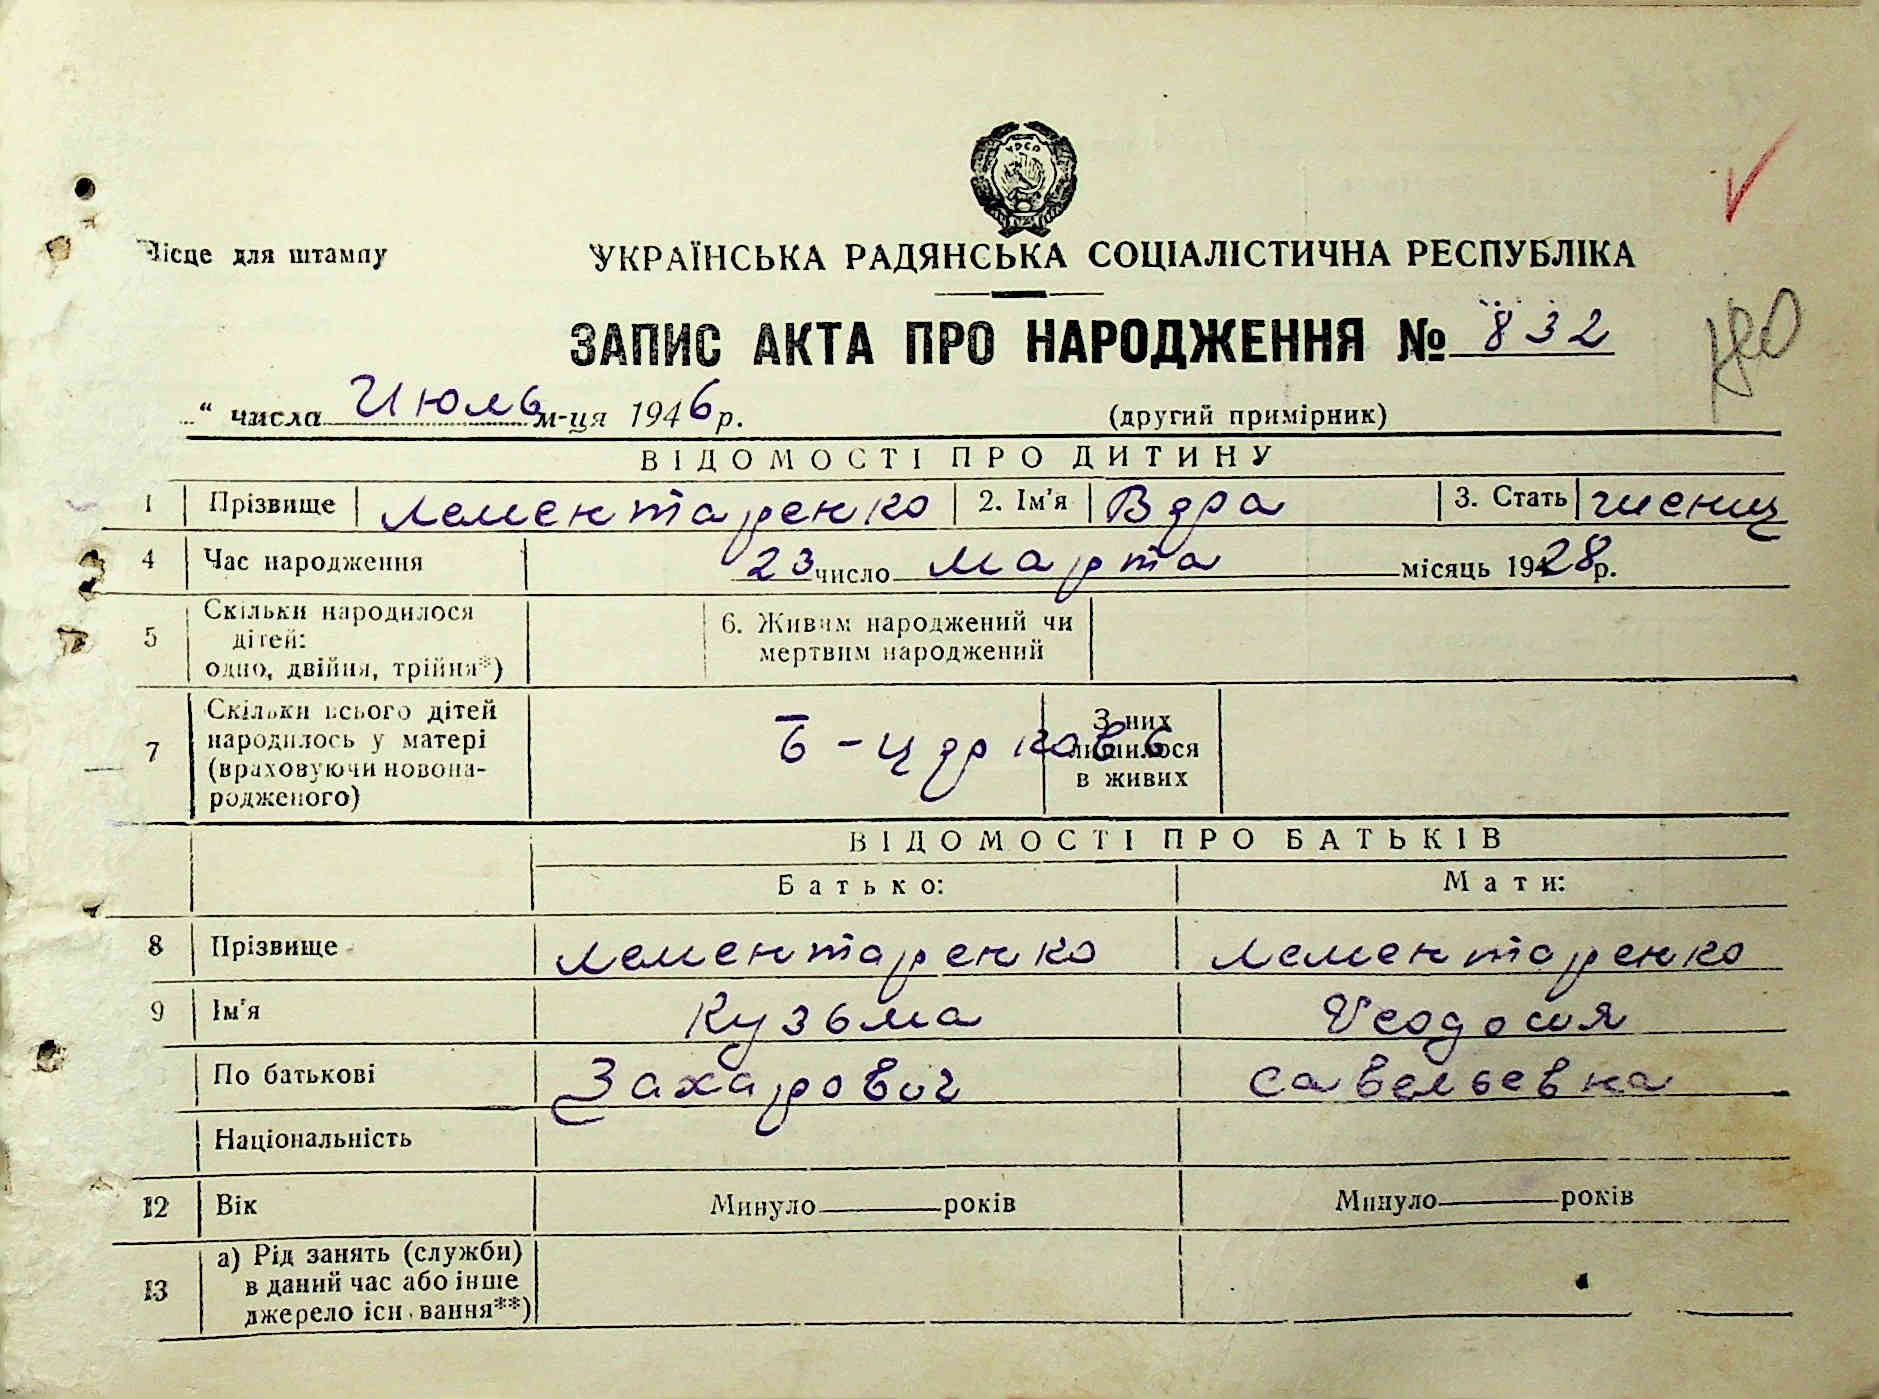 УРСР
Місце для штампу
УКРАЇНСЬКА РАДЯНСЬКА СОЦІАЛІСТИЧНА РЕСПУБЛІКА
ЗАПИС АКТА ПРО НАРОДЖЕННЯ № 832
" числа Июль м-ця 1946 р. (другий примірник)
ВІДОМОСТІ ПРО ДИТИНУ
1 Прізвище Лементаренко 2. Ім'я Вера 3. Стать женщ
4 Час народження 23 число Марта місяць 1928 р.
5 Скільки народилося дітей: одно, двійня, трійня*) 6. Живим народжений чи мертвим народжений
7 Скільки всього дітей народилось у матері (враховуючи новонародженого) Б-церковь З них лишилося в живих
ВІДОМОСТІ ПРО БАТЬКІВ
Батько: Мати:
8 Прізвище Лементаренко Лементаренко
9 Ім'я Кузьма Феодосия
По батькові Захарович Савельевна
Національність
12 Вік Минуло років Минуло років
13 а) Рід занять (служби) в даний час або інше джерело існування**)